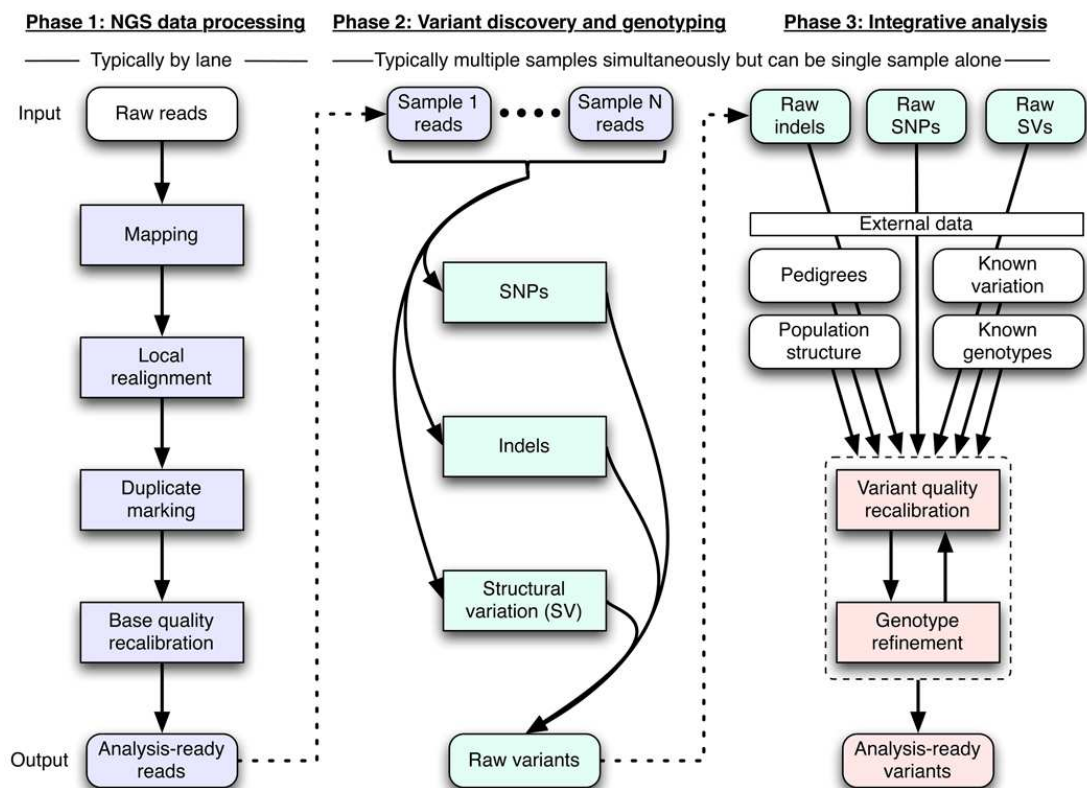 Phase 1: NGS data processing
Typically by lane
Input
Raw reads
Mapping
Local
realignment
Duplicate
marking
Base quality
recalibration
Output
Analysis-ready
reads
Phase 2: Variant discovery and genotyping
Typically multiple samples simultaneously but can be single sample alone
Sample 1
reads
Sample N
reads
SNPs
Indels
Structural
variation (SV)
Raw variants
Phase 3: Integrative analysis
Raw
indels
Raw
SNPs
Raw
SVs
External data
Pedigrees
Known
variation
Population
structure
Known
genotypes
Variant quality
recalibration
Genotype
refinement
Analysis-ready
variants